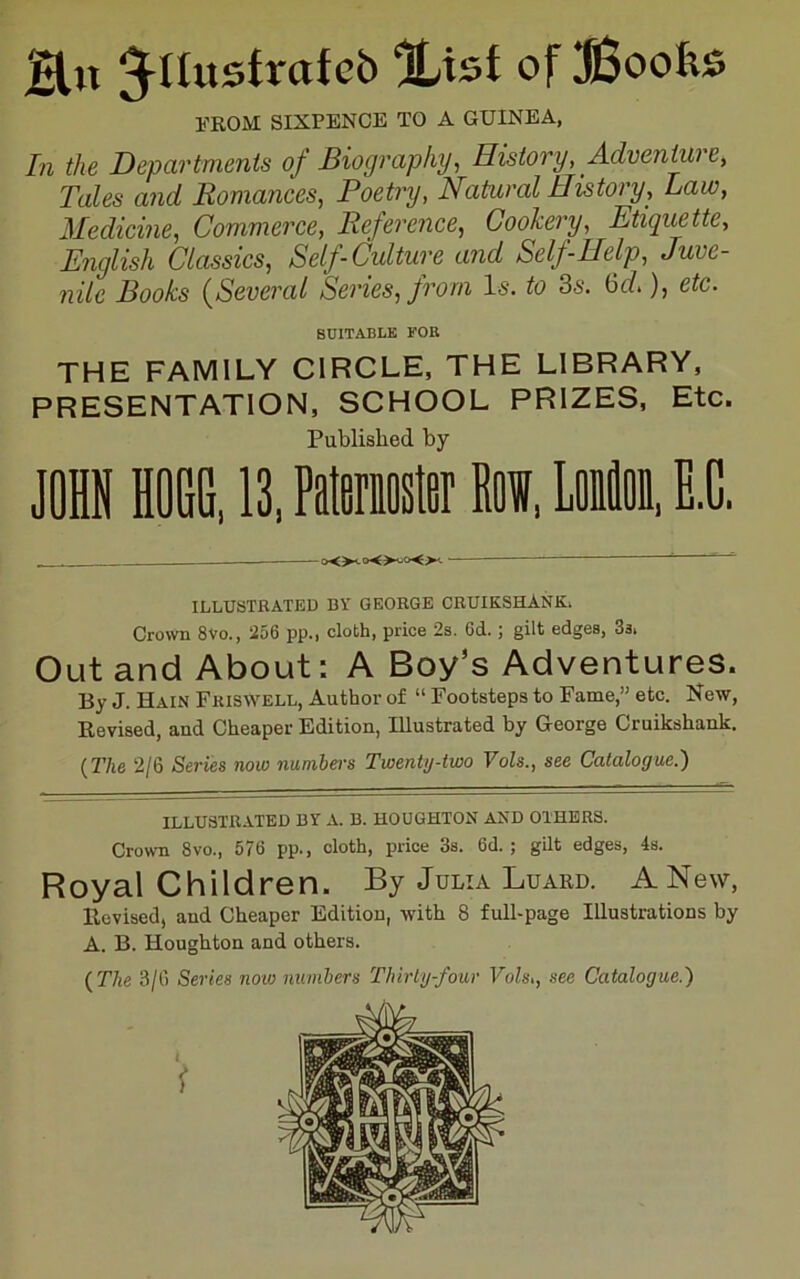 An Illustrated List of Books
FROM SIXPENCE TO A GUINEA,
In the Departments of Biography, History, Adventure,
Tales and Romances, Poetry, Natural History, Law,
Medicine, Commerce, Reference, Cookery, Etiquette,
English Classics, Self-Culture and Self-Help, Juve-
nile Books (Several Series, from 1s. to 3s. 6d.), etc.
SUITABLE FOR
THE FAMILY CIRCLE, THE LIBRARY,
PRESENTATION, SCHOOL PRIZES, Etc.
Published by
JOHN HOGG, 13, Paternoster Row, London, E.C.
ILLUSTRATED BY GEORGE CRUIKSHANK.
Crown 8vo., 256 pp., cloth, price 2s. 6d. ; gilt edges, 3s.
Out and About: A Boy's Adventures.
By J. HAIN FRISWELL, Author of “ Footsteps to Fame,” etc. New,
Revised, and Cheaper Edition, Illustrated by George Cruikshank.
(The 2/6 Series now numbers Twenty-two Vols., see Catalogue.)
ILLUSTRATED BY A. B. HOUGHTON AND OTHERS.
Crown 8vo., 576 pp., cloth, price 3s. 6d. ; gilt edges, 4s.
Royal Children. By JULIA LUARD. A New,
Revised, and Cheaper Edition, with 8 full-page Illustrations by
A. B. Houghton and others.
(The 3/6 Series now numbers Thirty-four Vols., see Catalogue.)